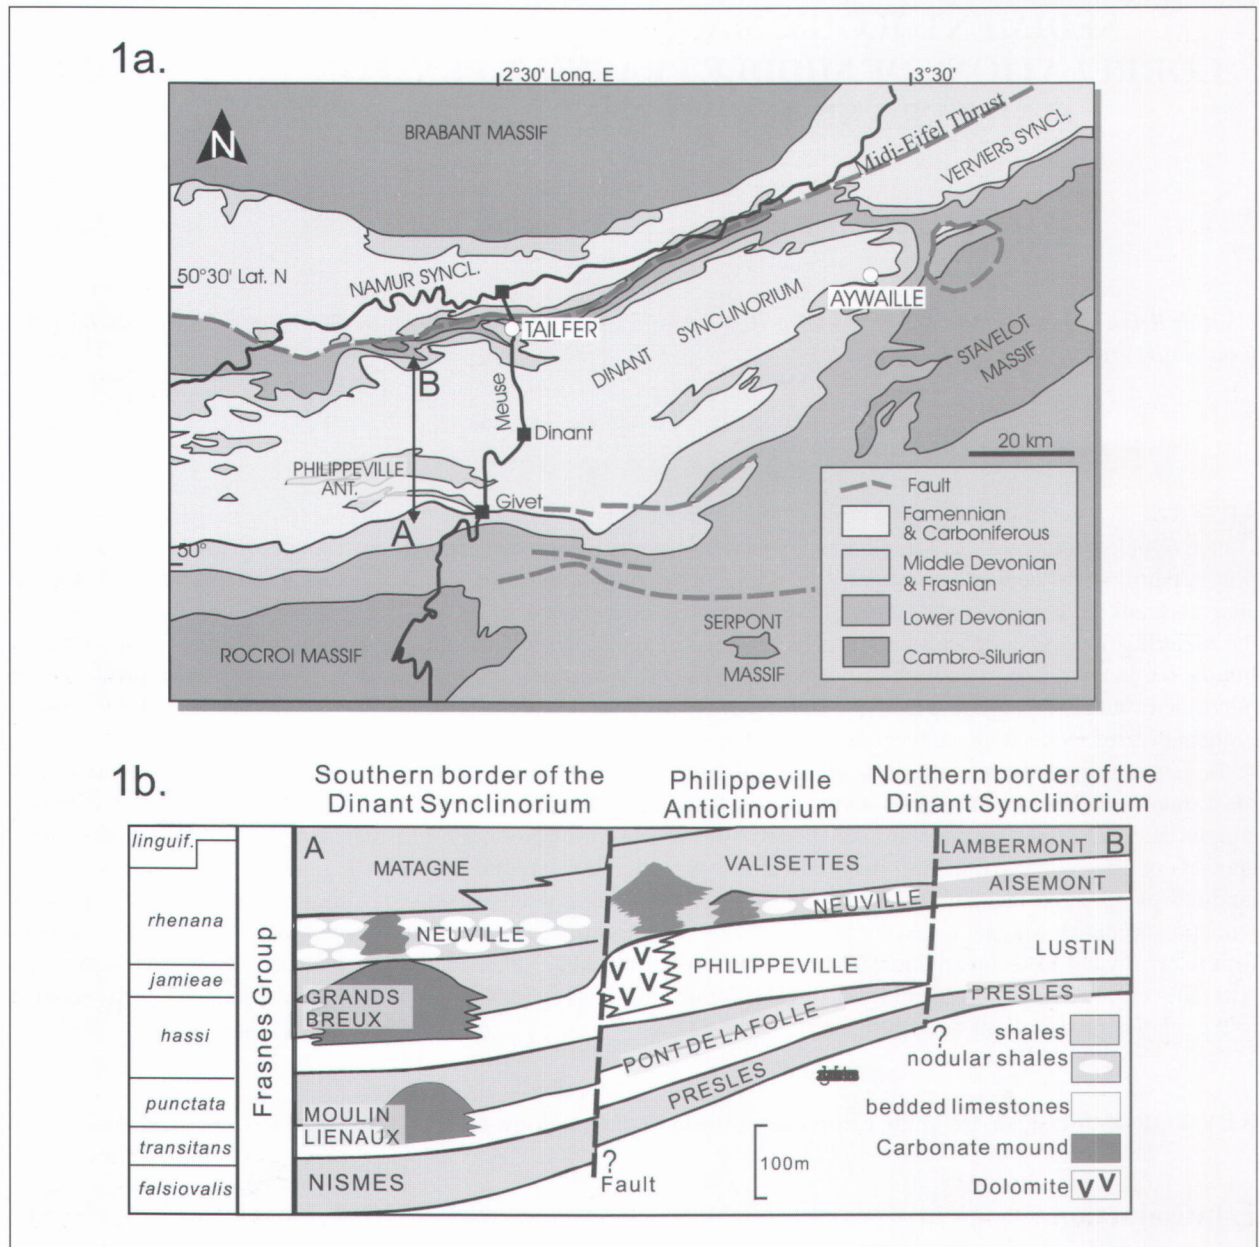 1a.
2°30' Long. E
3°30'
N
BRABANT MASSIF
Midi-Eifel Thrust
VERVIERS SYNCL.
50°30' Lat. N
NAMUR SYNCL.
TAILFER
AYWAILLE
DINANT SYNCLINORIUM
STAVELOT
MASSIF
B
Meuse
Dinant
20 km
PHILIPPEVILLE
ANT.
Givet
A
50°
Fault
Famennian
& Carboniferous
Middle Devonian
& Frasnian
Lower Devonian
Cambro-Silurian
SERPONT
MASSIF
ROCROI MASSIF
1b.
Southern border of the
Dinant Synclinorium
Philippeville
Anticlinorium
Northern border of the
Dinant Synclinorium
linguif.
rhenana
jamieae
hassi
punctata
transitans
falsiovalis
Frasnes Group
A
MATAGNE
VALISETTES
LAMBERMONT
B
AISEMONT
NEUVILLE
NEUVILLE
LUSTIN
V V V V V
PHILIPPEVILLE
GRANDS
BREUX
PRESLES
PONT DE LA FOLLE
?
PRESLES
MOULIN
LIENAUX
NISMES
?
Fault
100m
shales
nodular shales
bedded limestones
Carbonate mound
Dolomite
V V